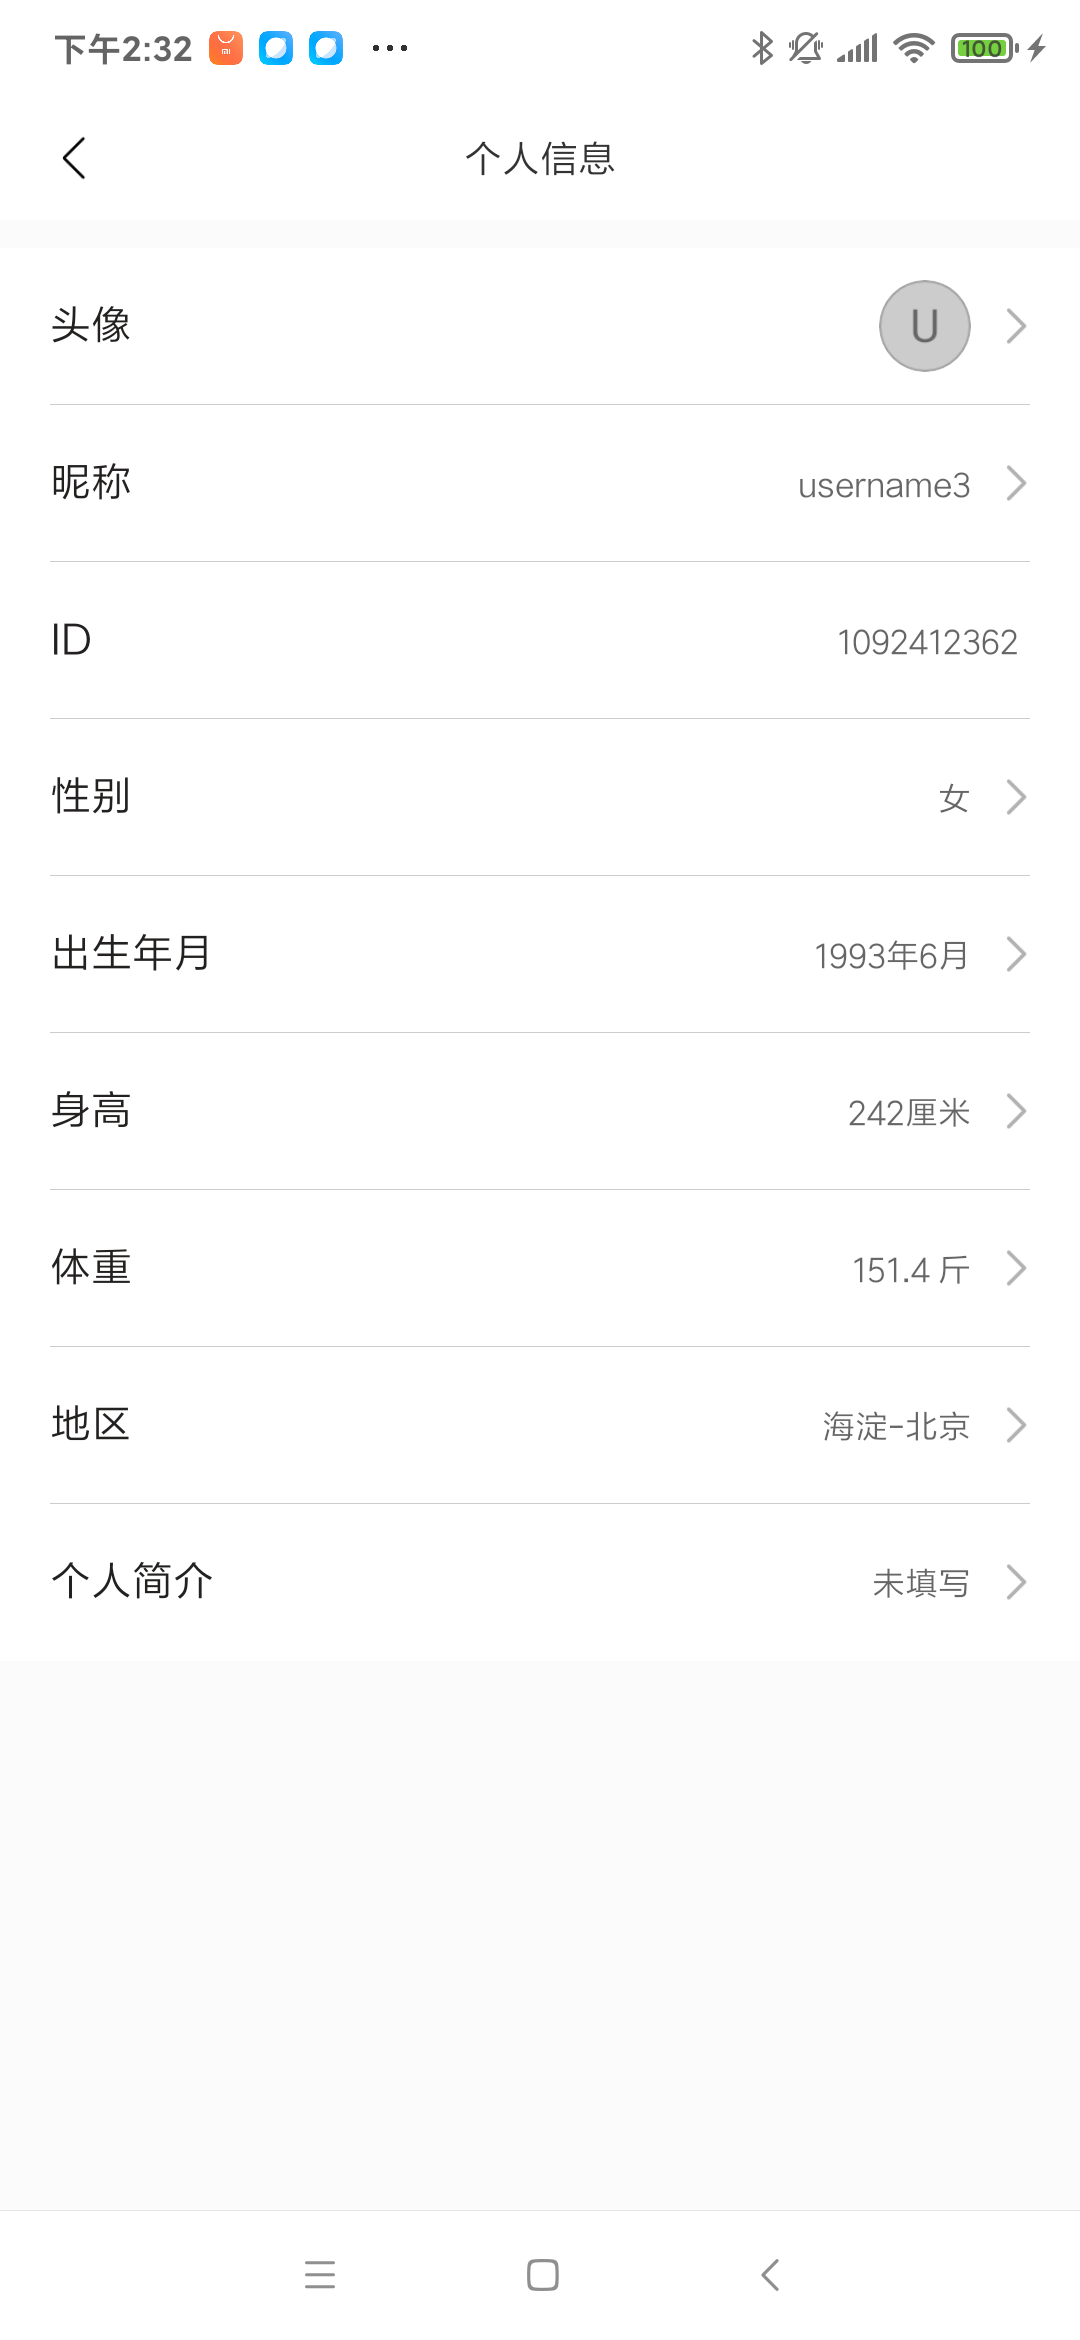 下午2:32
100
个人信息
头像
U
昵称
username3
ID
1092412362
性别
女
出生年月
1993年6月
身高
242厘米
体重
151.4 斤
地区
海淀-北京
个人简介
未填写